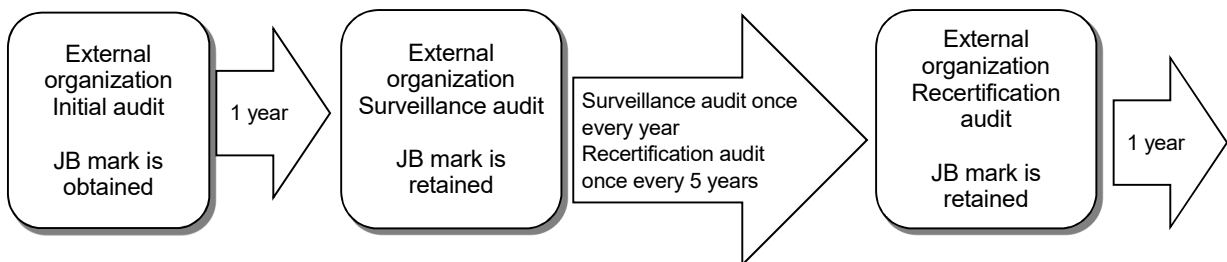 External
organization
Initial audit
JB mark is
obtained
1 year
External
organization
Surveillance audit
JB mark is
retained
Surveillance audit once
every year
Recertification audit
once every 5 years
External
organization
Recertification
audit
JB mark is
retained
1 year